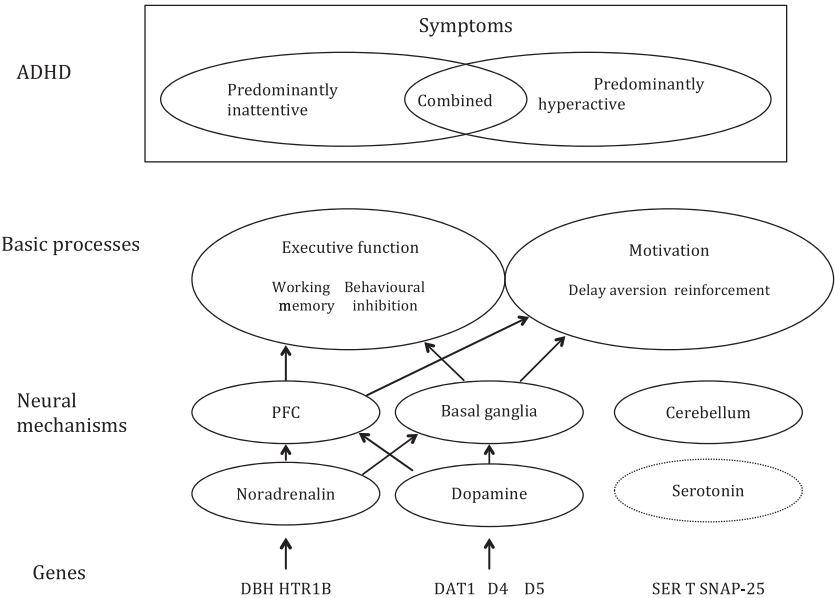 Symptoms
ADHD
Predominantly
inattentive
Combined
Predominantly
hyperactive
Basic processes
Executive function
Working Behavioural
memory inhibition
Motivation
Delay aversion reinforcement
Neural
mechanisms
PFC
Basal ganglia
Cerebellum
Noradrenalin
Dopamine
Serotonin
Genes
DBH HTR1B
DAT1 D4 D5
SER T SNAP-25